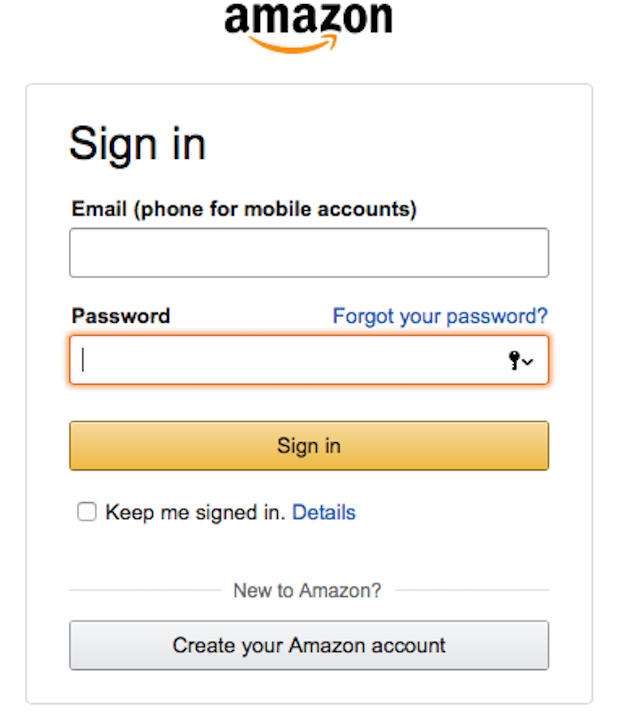 amazon
Sign in
Email (phone for mobile accounts)
Password Forgot your password?
Sign in
Keep me signed in. Details
New to Amazon?
Create your Amazon account